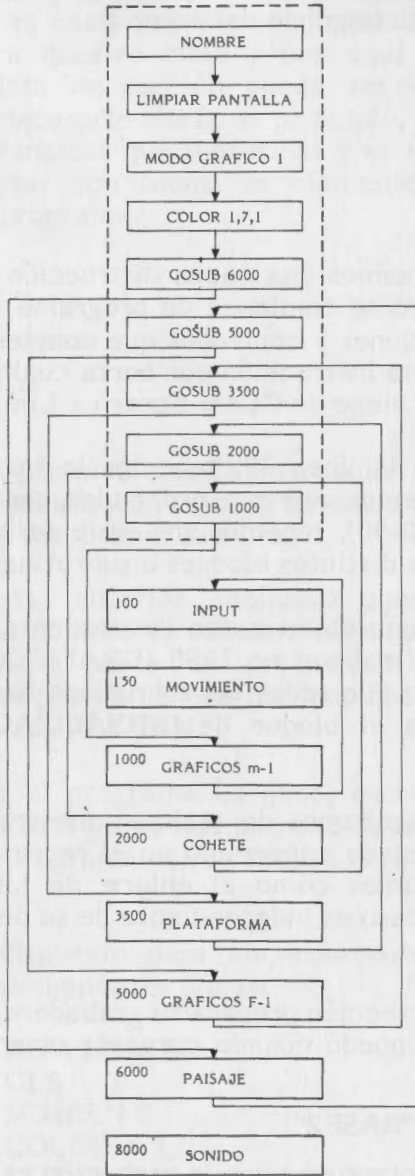 NOMBRE
LIMPIAR PANTALLA
MODO GRAFICO 1
COLOR 1,7,1
GOSUB 6000
GOSUB 5000
GOSUB 3500
GOSUB 2000
GOSUB 1000
100 INPUT
150 MOVIMIENTO
1000 GRAFICOS m-1
2000 COHETE
3500 PLATAFORMA
5000 GRAFICOS F-1
6000 PAISAJE
8000 SONIDO